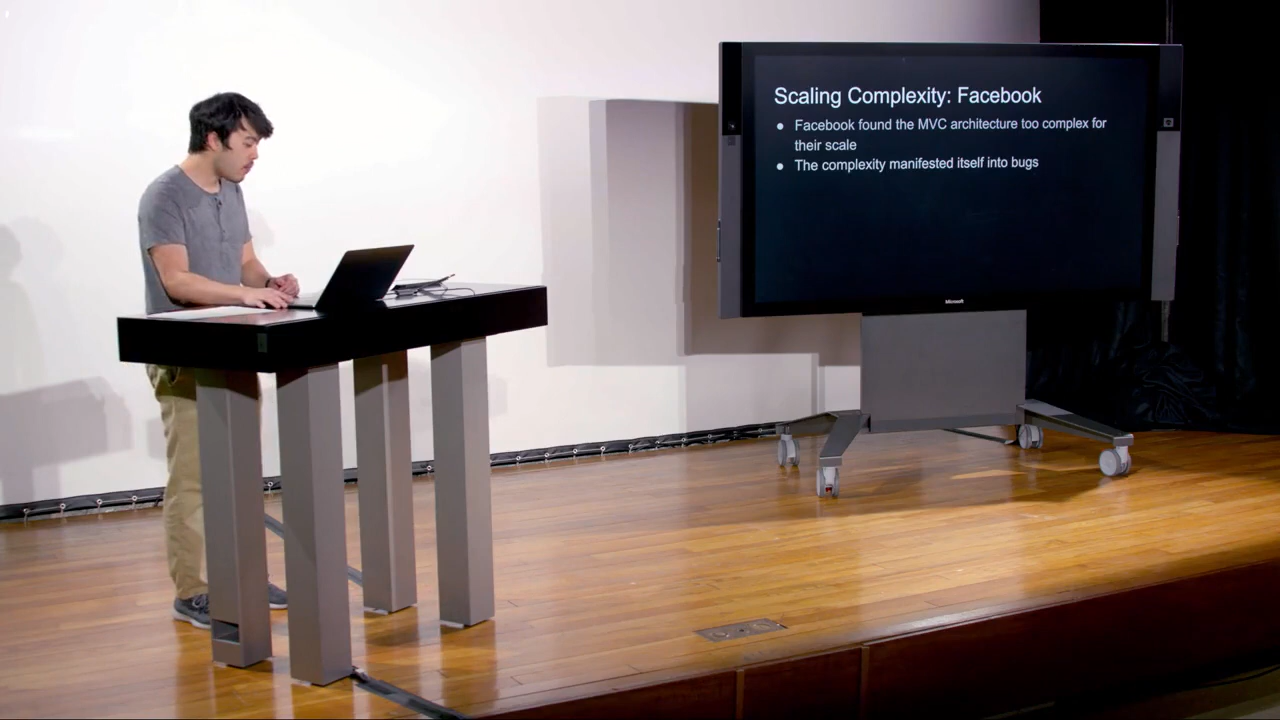 Scaling Complexity: Facebook
● Facebook found the MVC architecture too complex for
their scale
● The complexity manifested itself into bugs
Microsoft